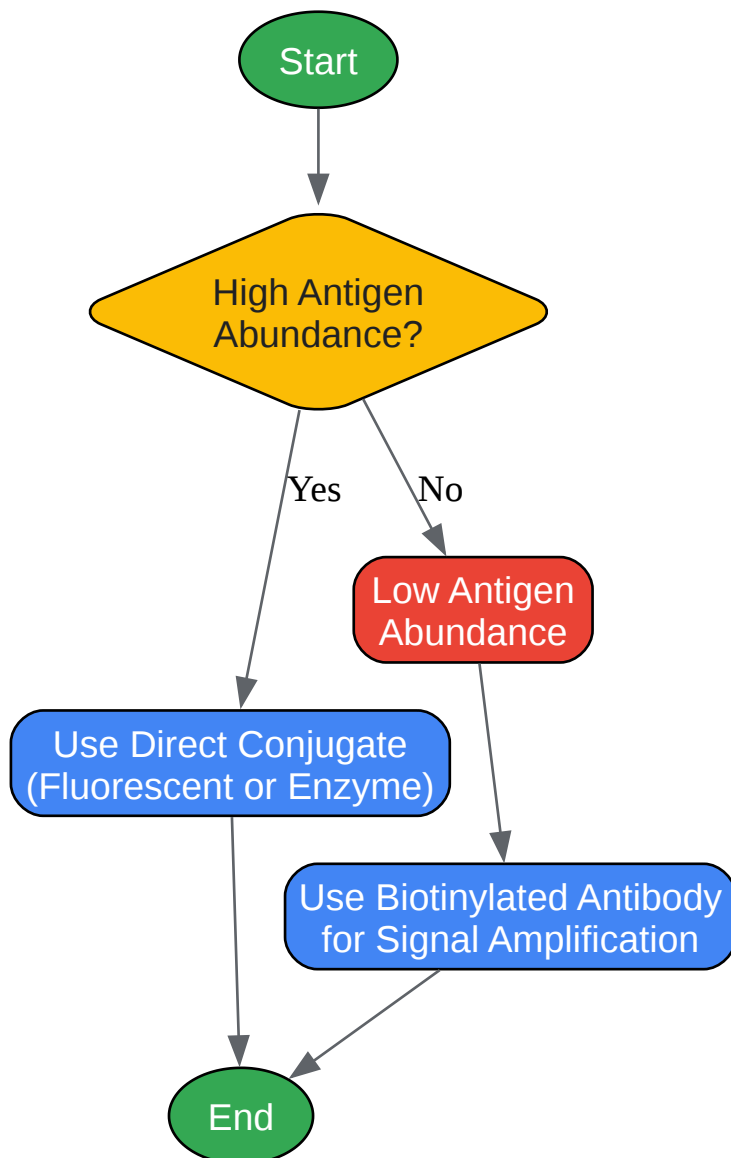 Start
High Antigen
Abundance?
Yes
No
Low Antigen
Abundance
Use Direct Conjugate
(Fluorescent or Enzyme)
Use Biotinylated Antibody
for Signal Amplification
End